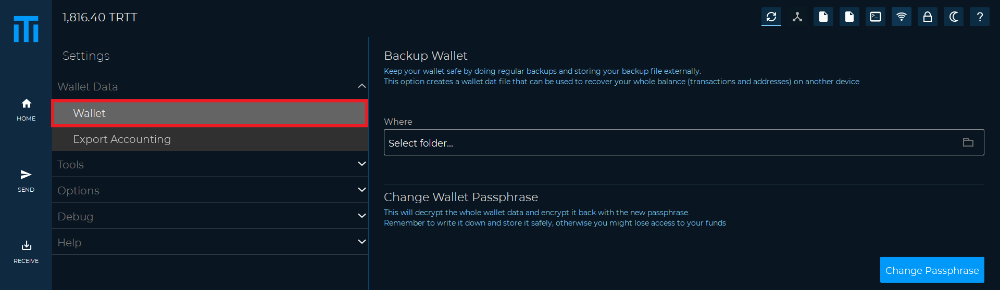 1,816.40 TRTT
?
HOME
SEND
RECEIVE
Settings
Wallet Data
Wallet
Export Accounting
Tools
Options
Debug
Help
Backup Wallet
Keep your wallet safe by doing regular backups and storing your backup file externally.
This option creates a wallet.dat file that can be used to recover your whole balance (transactions and addresses) on another device
Where
Select folder...
Change Wallet Passphrase
This will decrypt the whole wallet data and encrypt it back with the new passphrase.
Remember to write it down and store it safely, otherwise you might lose access to your funds
Change Passphrase